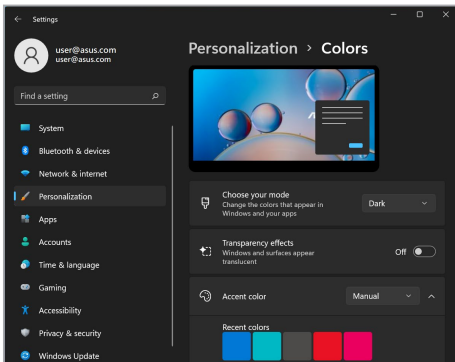 Settings
user@asus.com
user@asus.com
Find a setting
System
Bluetooth & devices
Network & internet
Personalization
Apps
Accounts
Time & language
Gaming
Accessibility
Privacy & security
Windows Update
Personalization > Colors
Choose your mode
Change the colors that appear in
Windows and your apps
Dark
Transparency effects
Windows and surfaces appear
translucent
Off
Accent color
Manual
Recent colors